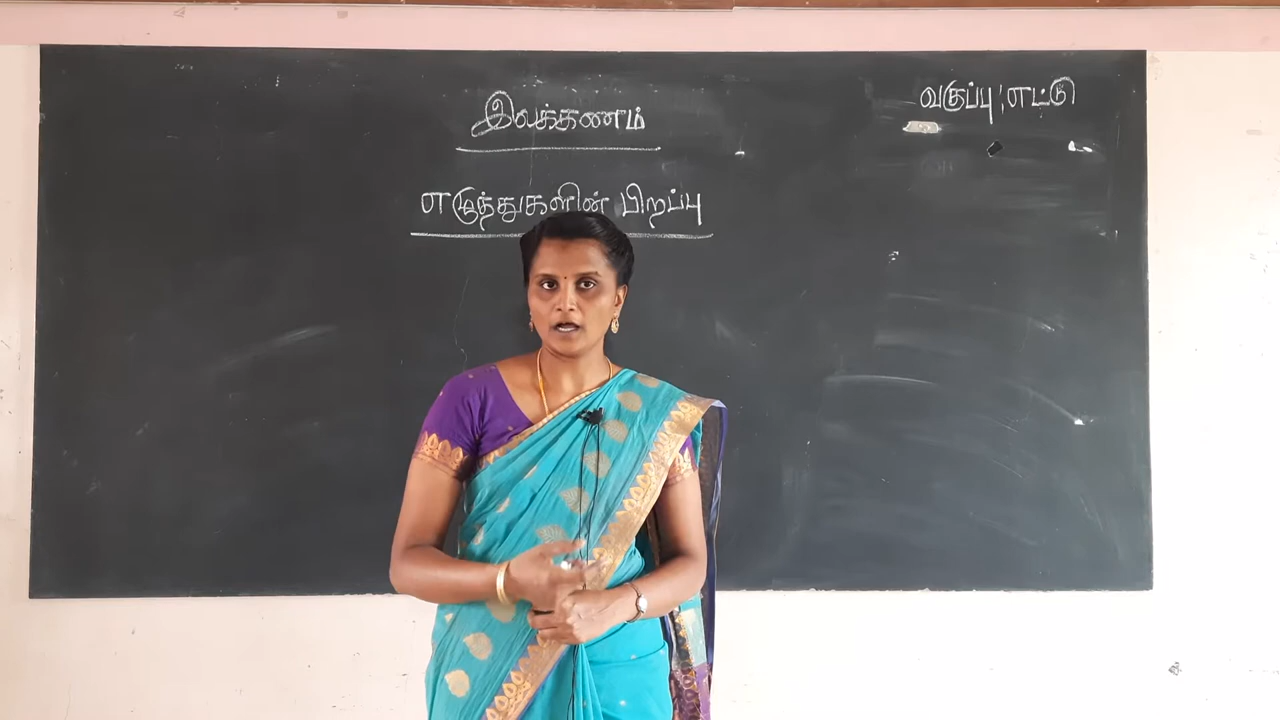 இலக்கணம்
வகுப்பு : எட்டு
எழுத்துகளின் பிறப்பு